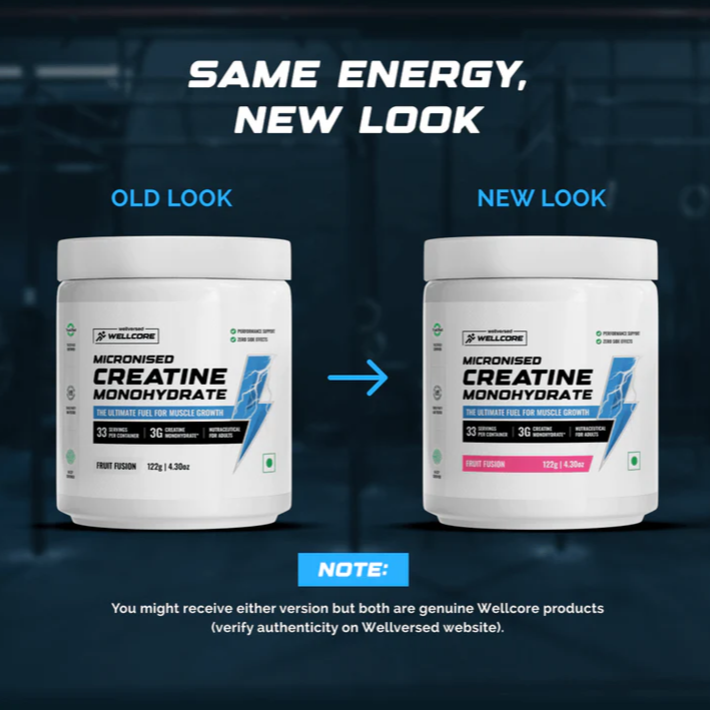 SAME ENERGY,
NEW LOOK
OLD LOOK
NEW LOOK
wellversed
WELLCORE
PERFORMANCE SUPPORT
ZERO SIDE EFFECTS
MICRONISED
CREATINE
MONOHYDRATE
THE ULTIMATE FUEL FOR MUSCLE GROWTH
33 SERVINGS PER CONTAINER | 3G CREATINE MONOHYDRATE* | NUTRACEUTICAL FOR ADULTS
FRUIT FUSION 122g | 4.30oz
wellversed
WELLCORE
PERFORMANCE SUPPORT
ZERO SIDE EFFECTS
MICRONISED
CREATINE
MONOHYDRATE
THE ULTIMATE FUEL FOR MUSCLE GROWTH
33 SERVINGS PER CONTAINER | 3G CREATINE MONOHYDRATE* | NUTRACEUTICAL FOR ADULTS
FRUIT FUSION 122g | 4.30oz
NOTE:
You might receive either version but both are genuine Wellcore products
(verify authenticity on Wellversed website).